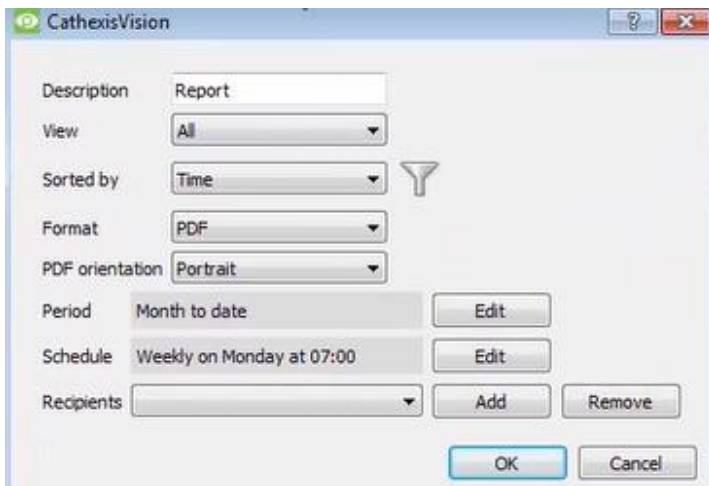 CathexisVision
Description Report
View All
Sorted by Time
Format PDF
PDF orientation Portrait
Period Month to date Edit
Schedule Weekly on Monday at 07:00 Edit
Recipients Add Remove
OK Cancel